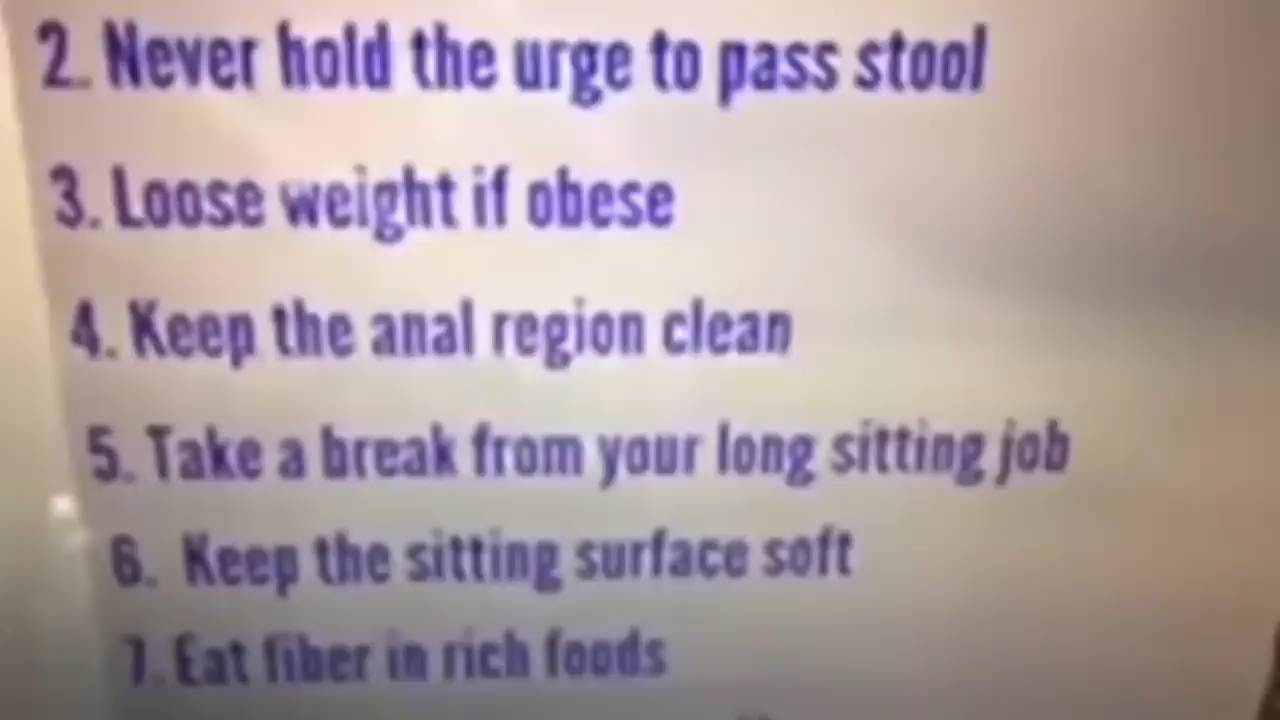 2. Never hold the urge to pass stool
3. Loose weight if obese
4. Keep the anal region clean
5. Take a break from your long sitting job
6. Keep the sitting surface soft
7. Eat fiber in rich foods